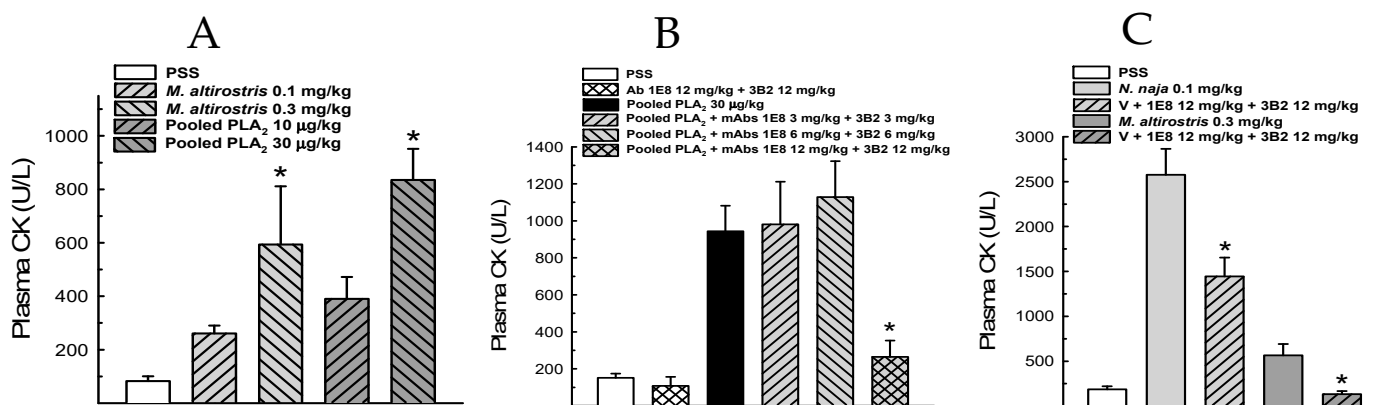 A
PSS
M. altirostris 0.1 mg/kg
M. altirostris 0.3 mg/kg
Pooled PLA₂ 10 μg/kg
Pooled PLA₂ 30 μg/kg
Plasma CK (U/L)
1000
800
600
400
200
*
*
B
PSS
Ab 1E8 12 mg/kg + 3B2 12 mg/kg
Pooled PLA₂ 30 μg/kg
Pooled PLA₂ + mAbs 1E8 3 mg/kg + 3B2 3 mg/kg
Pooled PLA₂ + mAbs 1E8 6 mg/kg + 3B2 6 mg/kg
Pooled PLA₂ + mAbs 1E8 12 mg/kg + 3B2 12 mg/kg
Plasma CK (U/L)
1400
1200
1000
800
600
400
200
*
C
PSS
N. naja 0.1 mg/kg
V + 1E8 12 mg/kg + 3B2 12 mg/kg
M. altirostris 0.3 mg/kg
V + 1E8 12 mg/kg + 3B2 12 mg/kg
Plasma CK (U/L)
3000
2500
2000
1500
1000
500
*
*